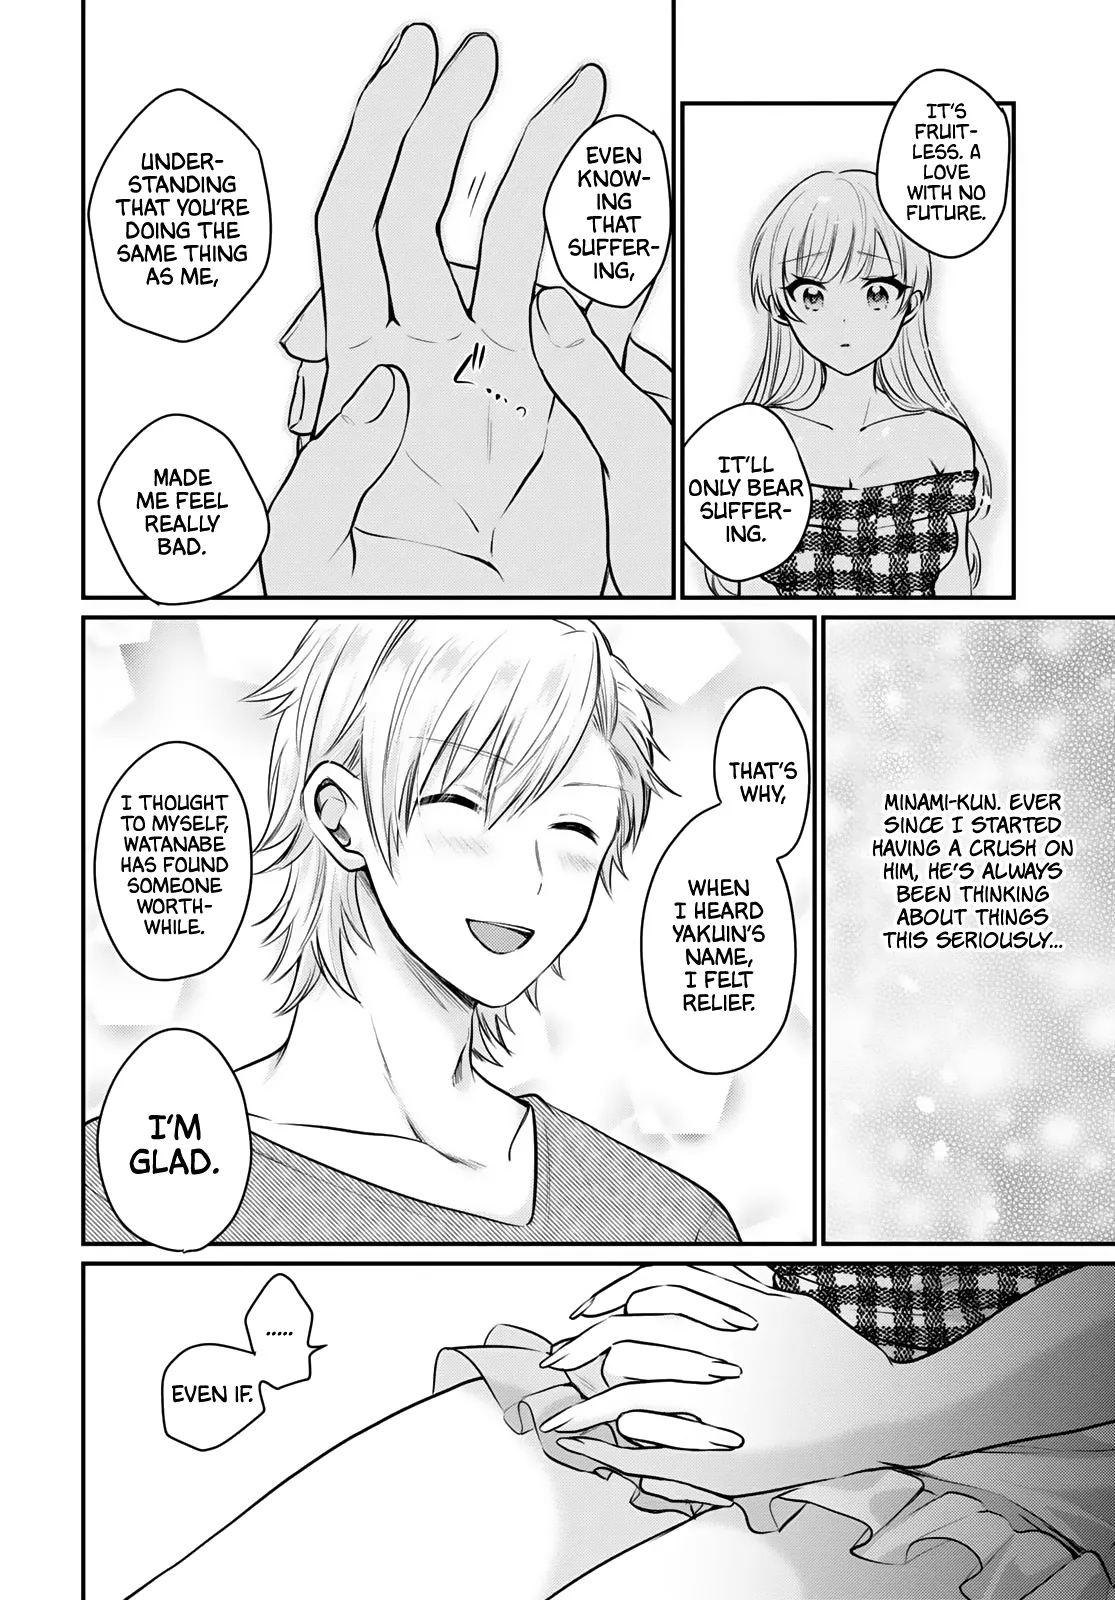 IT'S
FRUIT-
LESS. A
LOVE
WITH NO
FUTURE.
IT'LL
ONLY BEAR
SUFFER-
ING.
EVEN
KNOW-
ING
THAT
SUFFER-
ING,
UNDER-
STANDING
THAT YOU'RE
DOING THE
SAME THING
AS ME,
MADE
ME FEEL
REALLY
BAD.
MINAMI-KUN. EVER
SINCE I STARTED
HAVING A CRUSH ON
HIM, HE'S ALWAYS
BEEN THINKING
ABOUT THINGS
THIS SERIOUSLY...
THAT'S
WHY,
WHEN
I HEARD
YAKUIN'S
NAME,
I FELT
RELIEF.
I THOUGHT
TO MYSELF,
WATANABE
HAS FOUND
SOMEONE
WORTH-
WHILE.
I'M
GLAD.
......
EVEN IF.